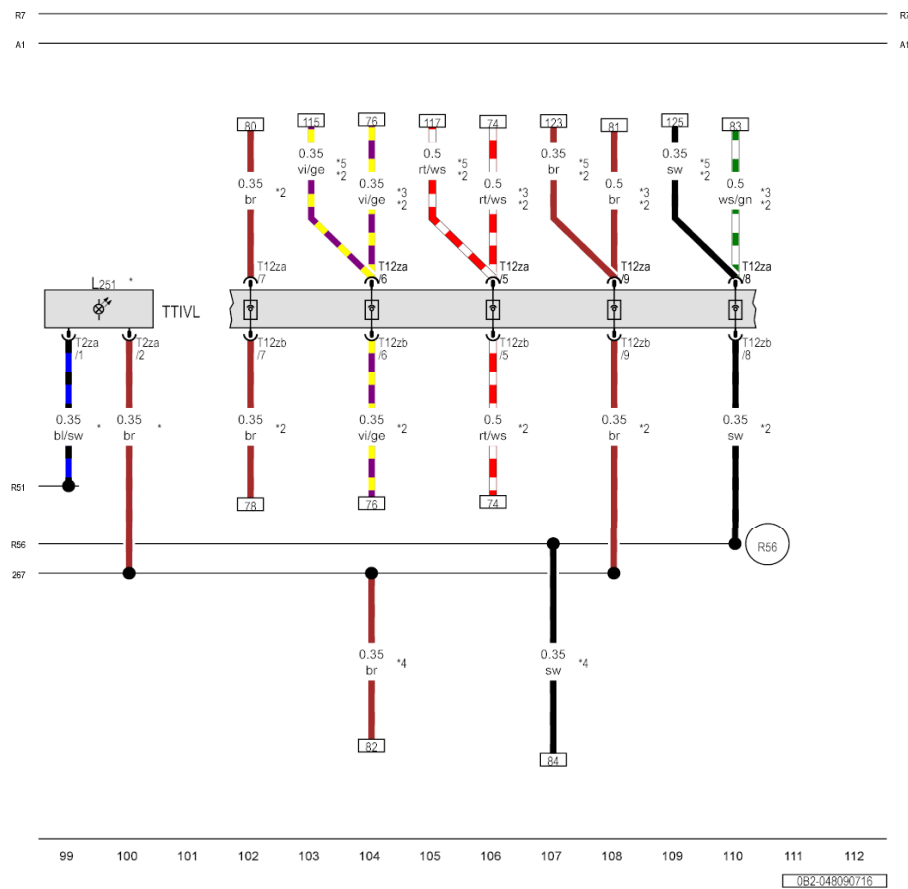 R7 R7
A1 A1
80 115 76 117 74 123 81 125 83
0.35 0.5 0.35 0.35
vi/ge *5 rt/ws *5 br *5 sw *5
*2 *2 *2 *2
0.35 0.35 0.5 0.5 0.5
br *2 vi/ge *3 rt/ws *3 br *3 ws/gn *3
*2 *2 *2 *2
T12za T12za T12za T12za T12za
/7 /6 /5 /9 /8
L251 *
TTIVL
T2za T2za T12zb T12zb T12zb T12zb T12zb
/1 /2 /7 /6 /5 /9 /8
0.35 0.35 0.35 0.35 0.5 0.35 0.35
bl/sw * br * br *2 vi/ge *2 rt/ws *2 br *2 sw *2
R51
78 76 74
R56 R56
267
0.35 0.35
br *4 sw *4
82 84
99 100 101 102 103 104 105 106 107 108 109 110 111 112
0B2-048090716